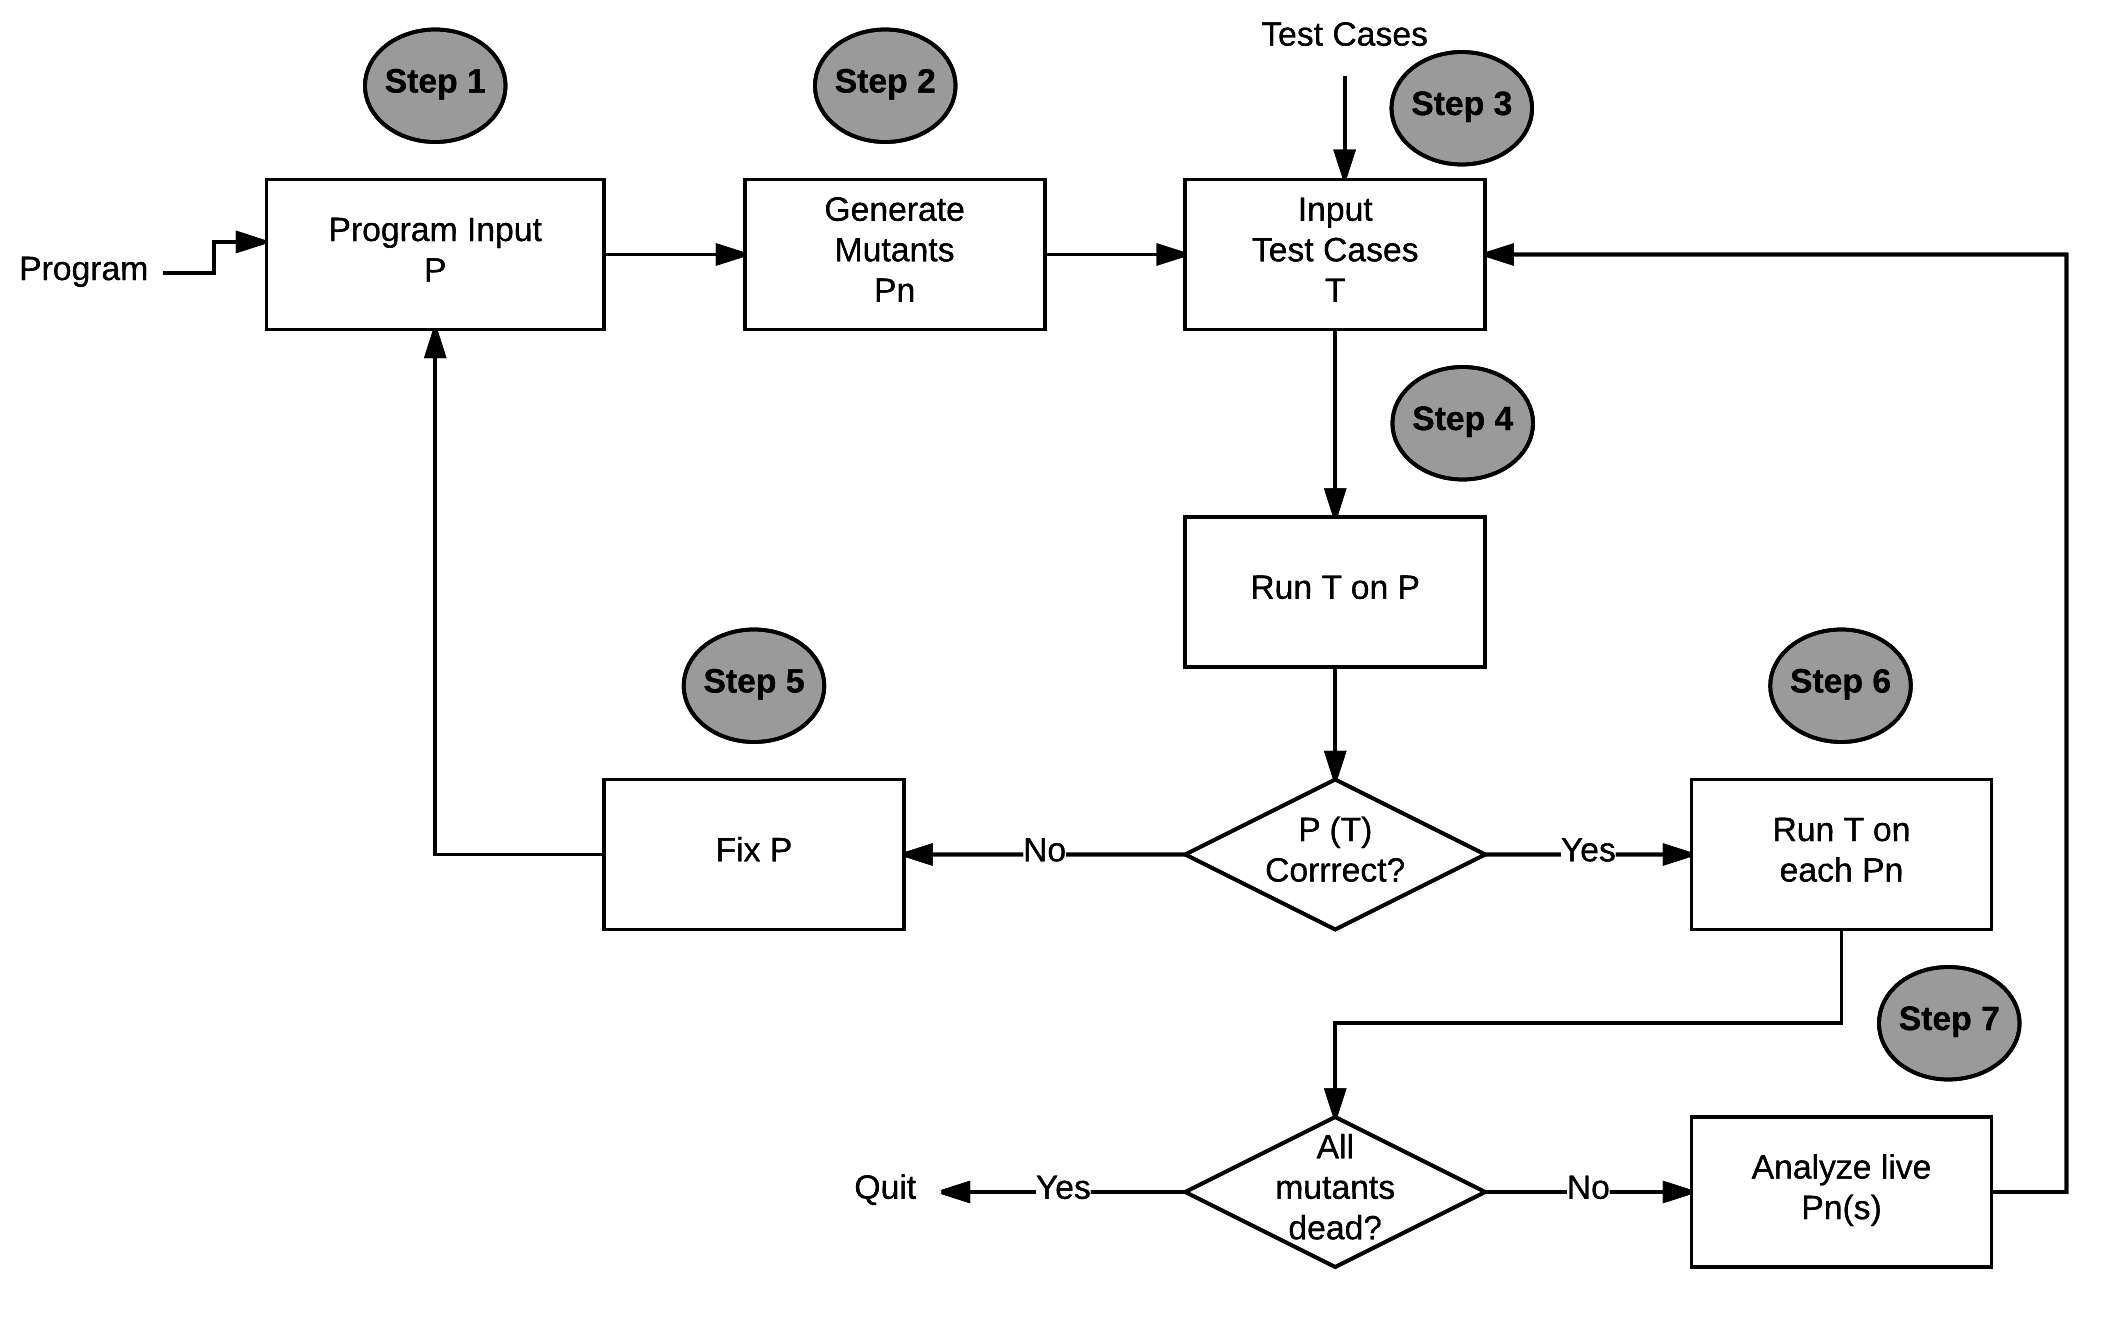 Test Cases
Step 1
Step 2
Step 3
Program
Program Input
P
Generate
Mutants
Pn
Input
Test Cases
T
Step 4
Run T on P
Step 5
Step 6
Fix P
No
P (T)
Corrrect?
Yes
Run T on
each Pn
Step 7
Quit
Yes
All
mutants
dead?
No
Analyze live
Pn(s)